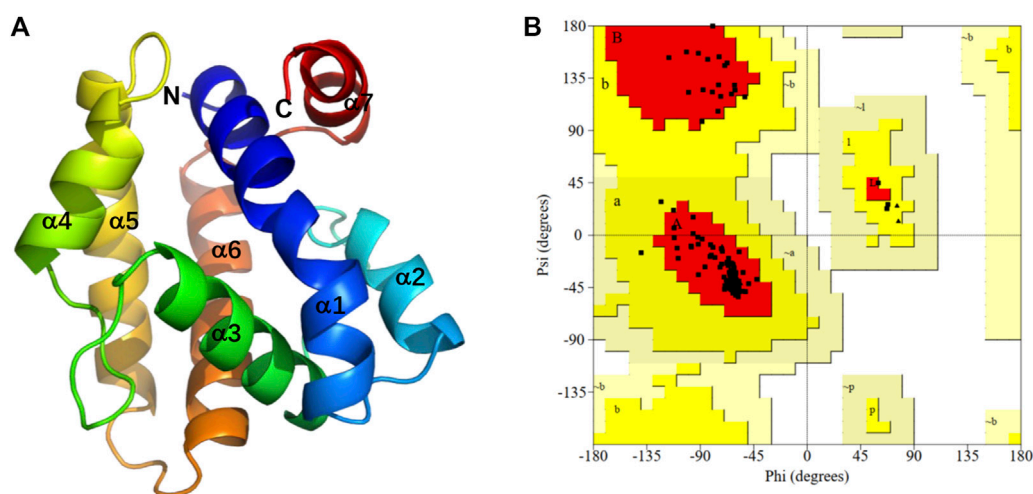 A
N
C
α7
α4
α5
α6
α1
α2
α3
B
180
135
90
45
0
-45
-90
-135
Psi (degrees)
B
b
~b
~b
b
~l
l
L
a
A
~a
~b
b
b
~p
p
~b
~b
-180
-135
-90
-45
0
45
90
135
180
Phi (degrees)